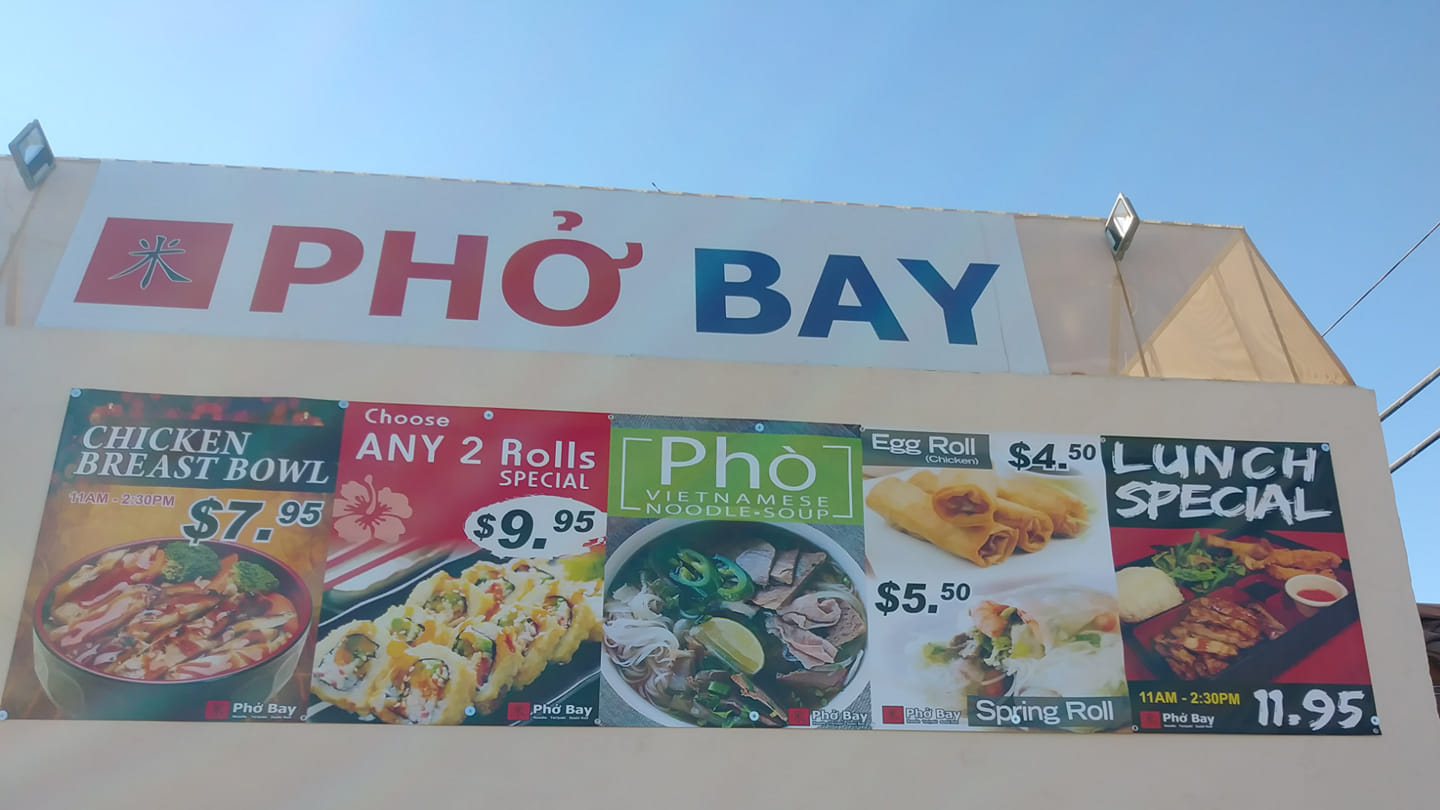 米 PHỞ BAY
CHICKEN
BREAST BOWL
11AM - 2:30PM
$7.95
Phở Bay
Choose
ANY 2 Rolls
SPECIAL
$9.95
Phở Bay
Phò
VIETNAMESE
NOODLE-SOUP
Phở Bay
Egg Roll
(Chicken)
$4.50
$5.50
Spring Roll
Phở Bay
LUNCH
SPECIAL
11AM - 2:30PM
11.95
Phở Bay